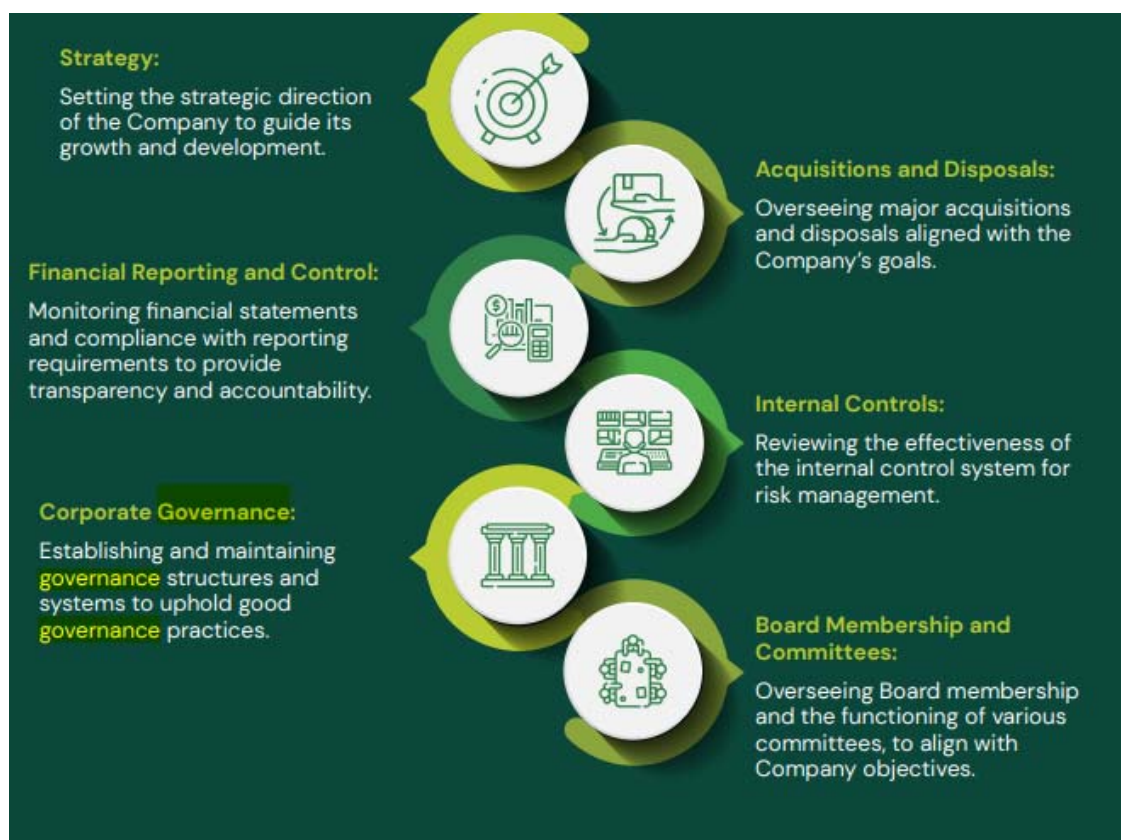 Strategy:
Setting the strategic direction
of the Company to guide its
growth and development.
Acquisitions and Disposals:
Overseeing major acquisitions
and disposals aligned with the
Company's goals.
Financial Reporting and Control:
Monitoring financial statements
and compliance with reporting
requirements to provide
transparency and accountability.
Internal Controls:
Reviewing the effectiveness of
the internal control system for
risk management.
Corporate Governance:
Establishing and maintaining
governance structures and
systems to uphold good
governance practices.
Board Membership and
Committees:
Overseeing Board membership
and the functioning of various
committees, to align with
Company objectives.